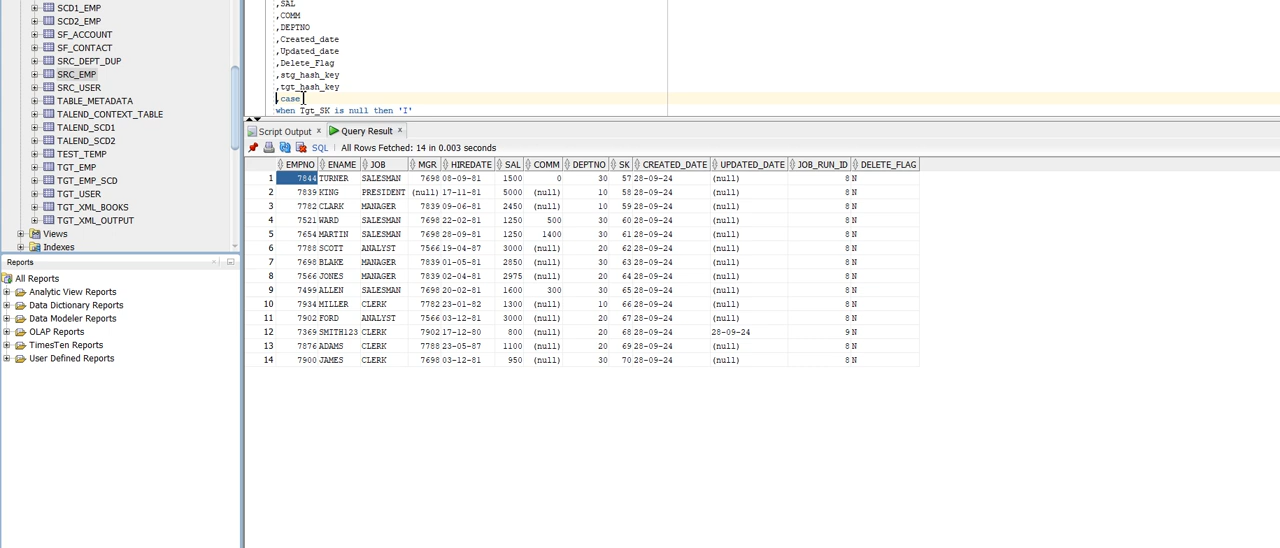 SCD1_EMP
SCD2_EMP
SF_ACCOUNT
SF_CONTACT
SRC_DEPT_DUP
SRC_EMP
SRC_USER
TABLE_METADATA
TALEND_CONTEXT_TABLE
TALEND_SCD1
TALEND_SCD2
TEST_TEMP
TGT_EMP
TGT_EMP_SCD
TGT_USER
TGT_XML_BOOKS
TGT_XML_OUTPUT
Views
Indexes
Reports
All Reports
Analytic View Reports
Data Dictionary Reports
Data Modeler Reports
OLAP Reports
TimesTen Reports
User Defined Reports
,SAL
,COMM
,DEPTNO
,Created_date
,Updated_date
,Delete_Flag
,stg_hash_key
,tgt_hash_key
,case
when Tgt_SK is null then 'I'
Script Output × Query Result ×
SQL | All Rows Fetched: 14 in 0.003 seconds
EMPNO ENAME JOB MGR HIREDATE SAL COMM DEPTNO SK CREATED_DATE UPDATED_DATE JOB_RUN_ID DELETE_FLAG
1 7844 TURNER SALESMAN 7698 08-09-81 1500 0 30 57 28-09-24 (null) 8 N
2 7839 KING PRESIDENT (null) 17-11-81 5000 (null) 10 58 28-09-24 (null) 8 N
3 7782 CLARK MANAGER 7839 09-06-81 2450 (null) 10 59 28-09-24 (null) 8 N
4 7521 WARD SALESMAN 7698 22-02-81 1250 500 30 60 28-09-24 (null) 8 N
5 7654 MARTIN SALESMAN 7698 28-09-81 1250 1400 30 61 28-09-24 (null) 8 N
6 7788 SCOTT ANALYST 7566 19-04-87 3000 (null) 20 62 28-09-24 (null) 8 N
7 7698 BLAKE MANAGER 7839 01-05-81 2850 (null) 30 63 28-09-24 (null) 8 N
8 7566 JONES MANAGER 7839 02-04-81 2975 (null) 20 64 28-09-24 (null) 8 N
9 7499 ALLEN SALESMAN 7698 20-02-81 1600 300 30 65 28-09-24 (null) 8 N
10 7934 MILLER CLERK 7782 23-01-82 1300 (null) 10 66 28-09-24 (null) 8 N
11 7902 FORD ANALYST 7566 03-12-81 3000 (null) 20 67 28-09-24 (null) 8 N
12 7369 SMITH123 CLERK 7902 17-12-80 800 (null) 20 68 28-09-24 28-09-24 9 N
13 7876 ADAMS CLERK 7788 23-05-87 1100 (null) 20 69 28-09-24 (null) 8 N
14 7900 JAMES CLERK 7698 03-12-81 950 (null) 30 70 28-09-24 (null) 8 N